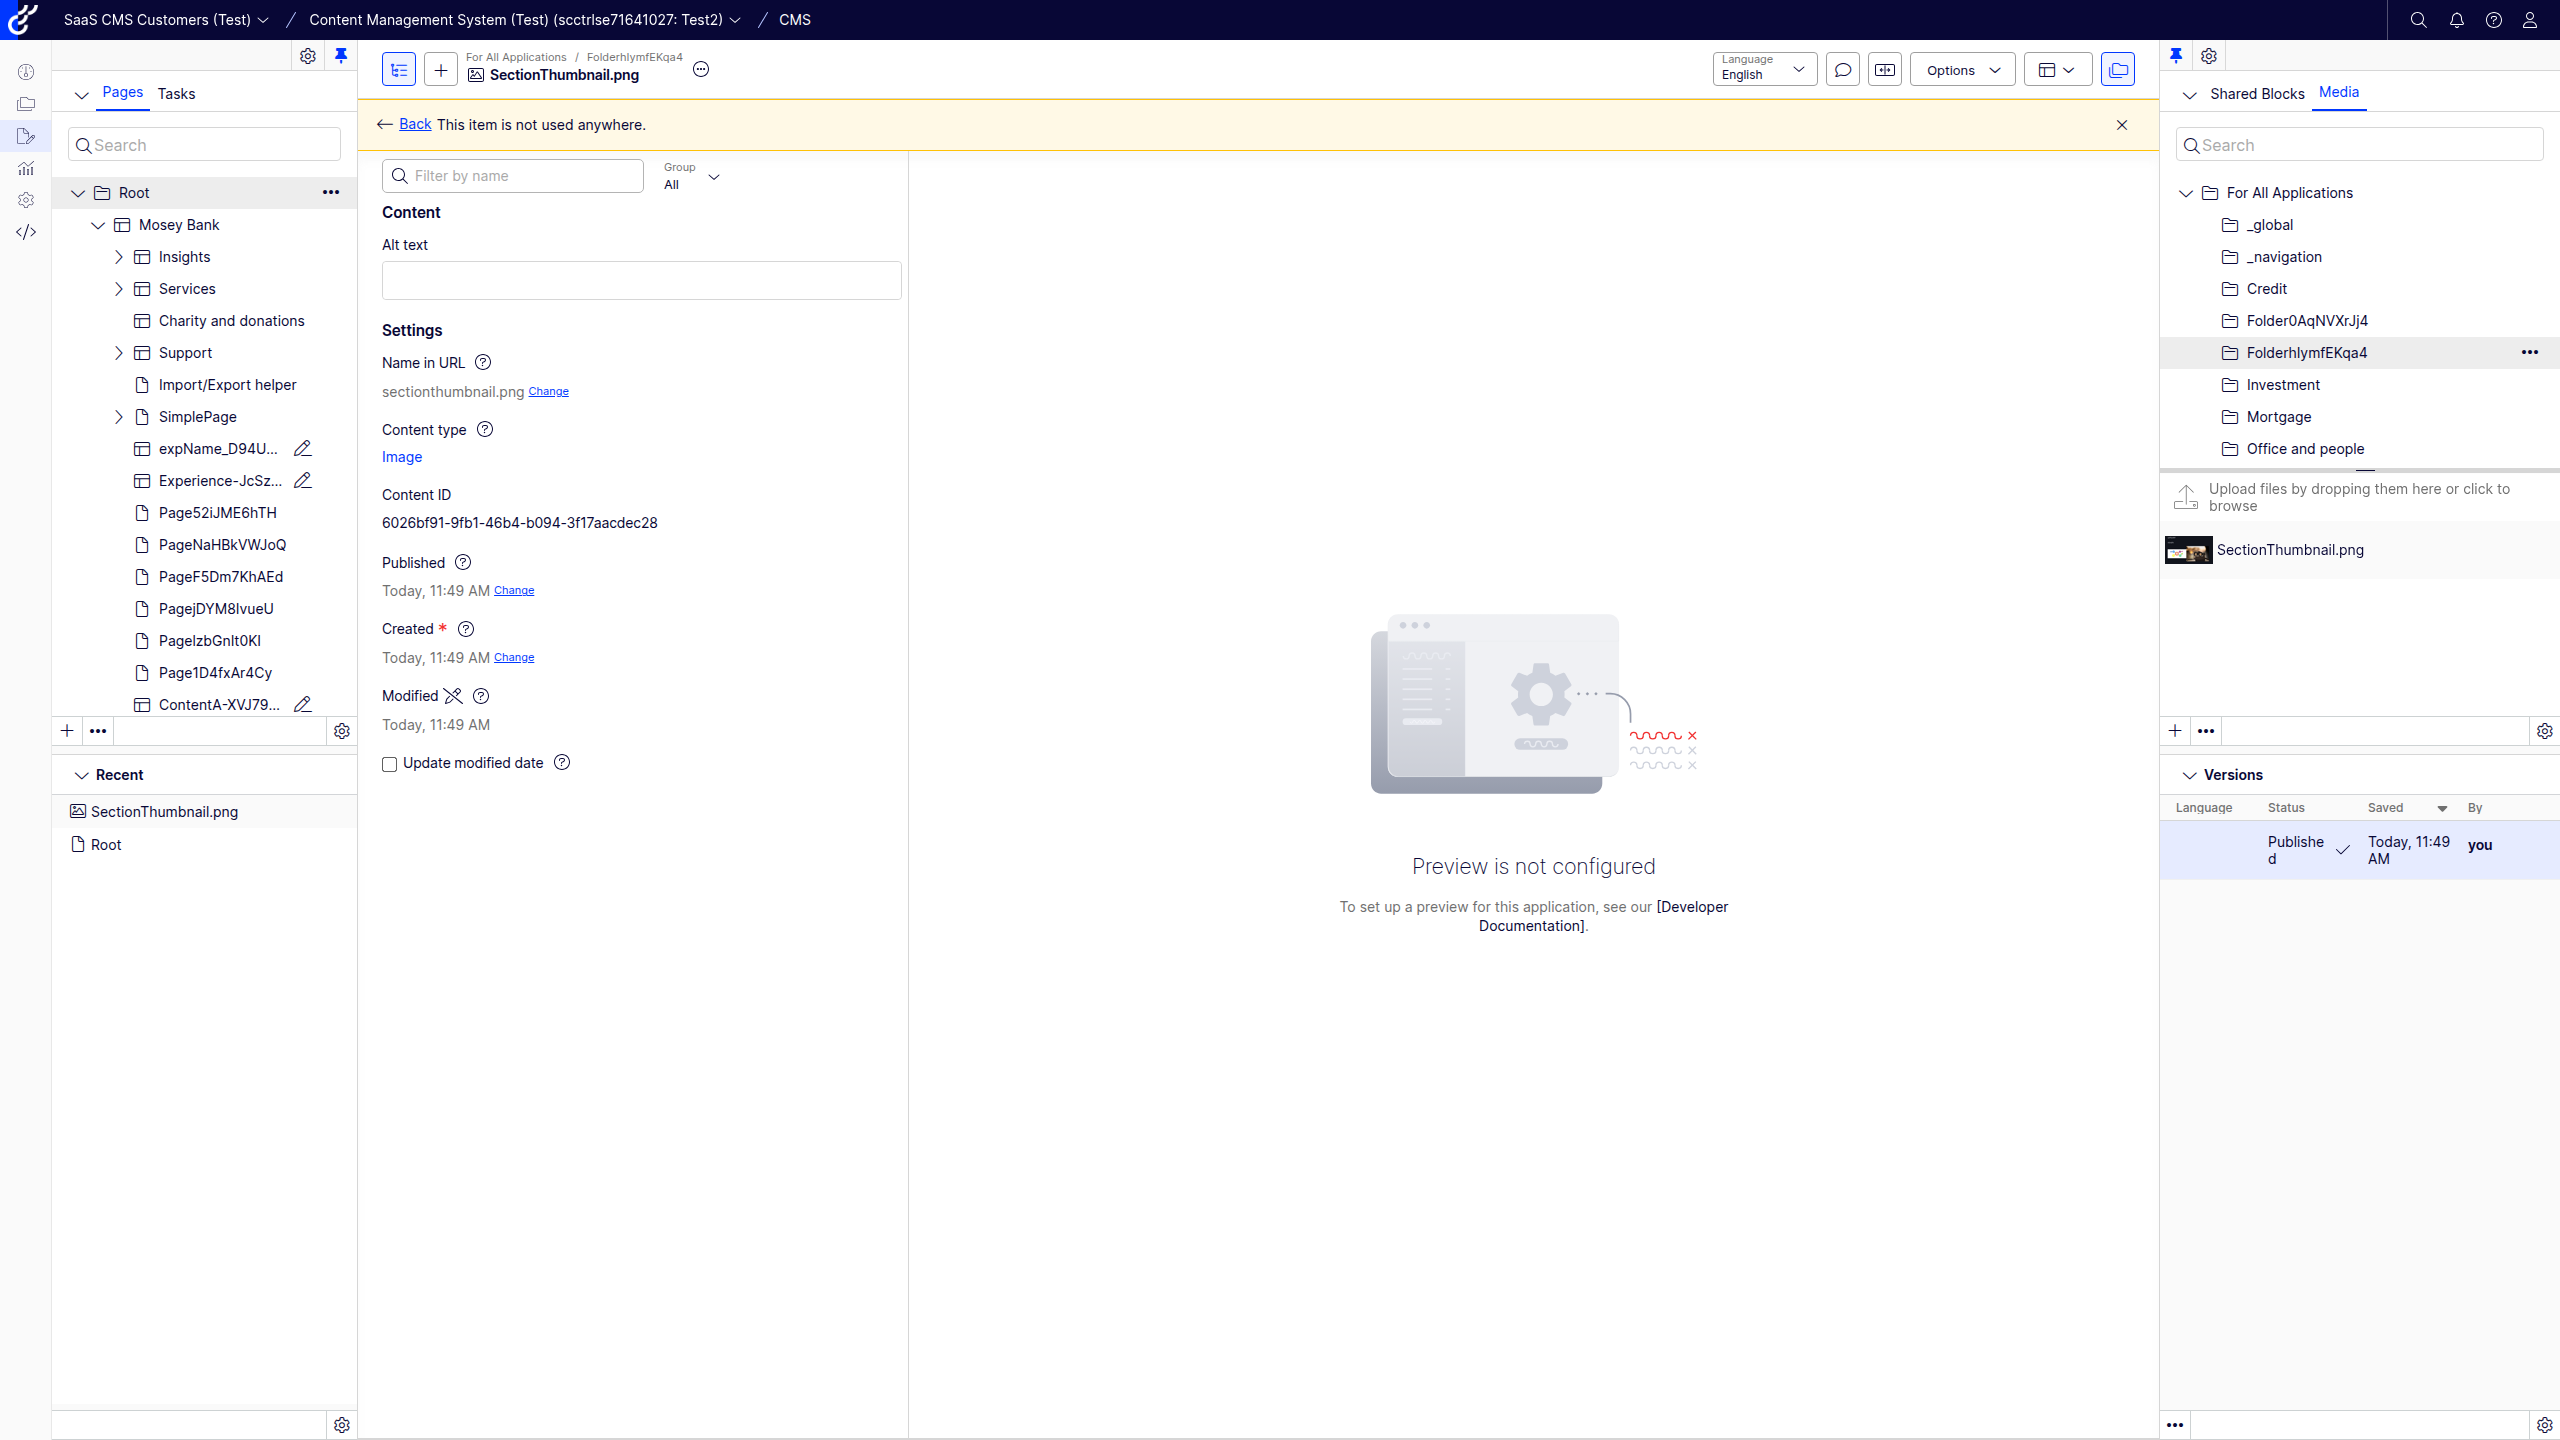 SaaS CMS Customers (Test)
Content Management System (Test) (scctrlse71641027: Test2)
CMS
Pages
Tasks
Search
Root
Mosey Bank
Insights
Services
Charity and donations
Support
Import/Export helper
SimplePage
expName_D94U...
Experience-JcSz...
Page52iJME6hTH
PageNaHBkVWJoQ
PageF5Dm7KhAEd
PagejDYM8IvueU
PageIzbGnIt0KI
Page1D4fxAr4Cy
ContentA-XVJ79...
Recent
SectionThumbnail.png
Root
For All Applications / FolderhIymfEKqa4
SectionThumbnail.png
Language
English
Options
Back This item is not used anywhere.
Filter by name
Group
All
Content
Alt text
Settings
Name in URL
sectionthumbnail.png Change
Content type
Image
Content ID
6026bf91-9fb1-46b4-b094-3f17aacdec28
Published
Today, 11:49 AM Change
Created *
Today, 11:49 AM Change
Modified
Today, 11:49 AM
Update modified date
Preview is not configured
To set up a preview for this application, see our [Developer
Documentation].
Shared Blocks
Media
Search
For All Applications
_global
_navigation
Credit
Folder0AqNVXrJj4
FolderhIymfEKqa4
Investment
Mortgage
Office and people
Upload files by dropping them here or click to
browse
SectionThumbnail.png
Versions
Language Status Saved By
Publishe
d
Today, 11:49
AM
you